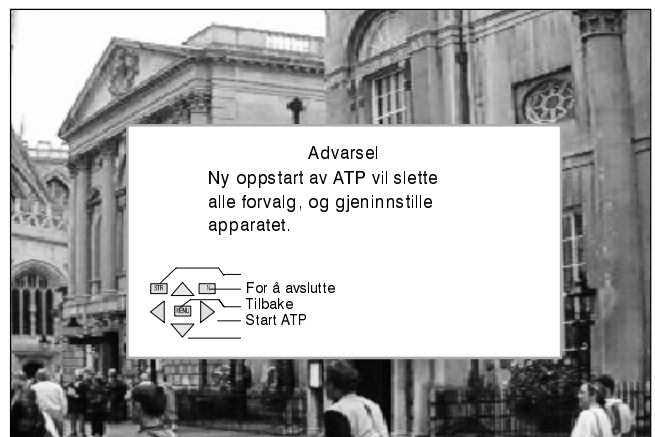 Advarsel
Ny oppstart av ATP vil slette
alle forvalg, og gjeninnstille
apparatet.
STR
N
For å avslutte
MENU
Tilbake
Start ATP